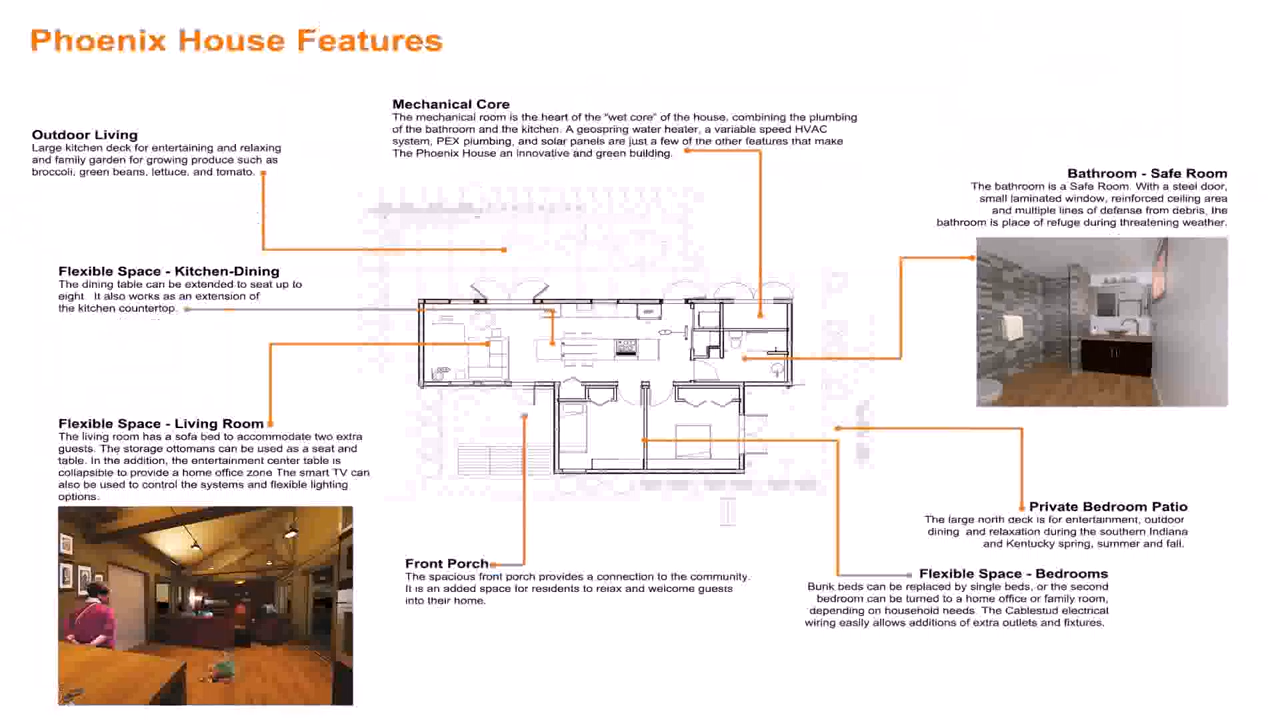 Phoenix House Features
Mechanical Core
The mechanical room is the heart of the "wet core" of the house, combining the plumbing
of the bathroom and the kitchen. A geospring water heater, a variable speed HVAC
system, PEX plumbing, and solar panels are just a few of the other features that make
The Phoenix House an Innovative and green building.
Outdoor Living
Large kitchen deck for entertaining and relaxing
and family garden for growing produce such as
broccoli, green beans, lettuce, and tomato.
Bathroom - Safe Room
The bathroom is a Safe Room. With a steel door,
small laminated window, reinforced ceiling area
and multiple lines of defense from debris, the
bathroom is place of refuge during threatening weather.
Flexible Space - Kitchen-Dining
The dining table can be extended to seat up to
eight. It also works as an extension of
the kitchen countertop.
Flexible Space - Living Room
The living room has a sofa bed to accommodate two extra
guests. The storage ottomans can be used as a seat and
table. In the addition, the entertainment center table is
collapsible to provide a home office zone The smart TV can
also be used to control the systems and flexible lighting
options.
Private Bedroom Patio
The large north deck is for entertainment, outdoor
dining and relaxation during the southern Indiana
and Kentucky spring, summer and fall.
Front Porch
The spacious front porch provides a connection to the community.
It is an added space for residents to relax and welcome guests
into their home.
Flexible Space - Bedrooms
Bunk beds can be replaced by single beds, or the second
bedroom can be turned to a home office or family room,
depending on household needs. The Cablestud electrical
wiring easily allows additions of extra outlets and fixtures.